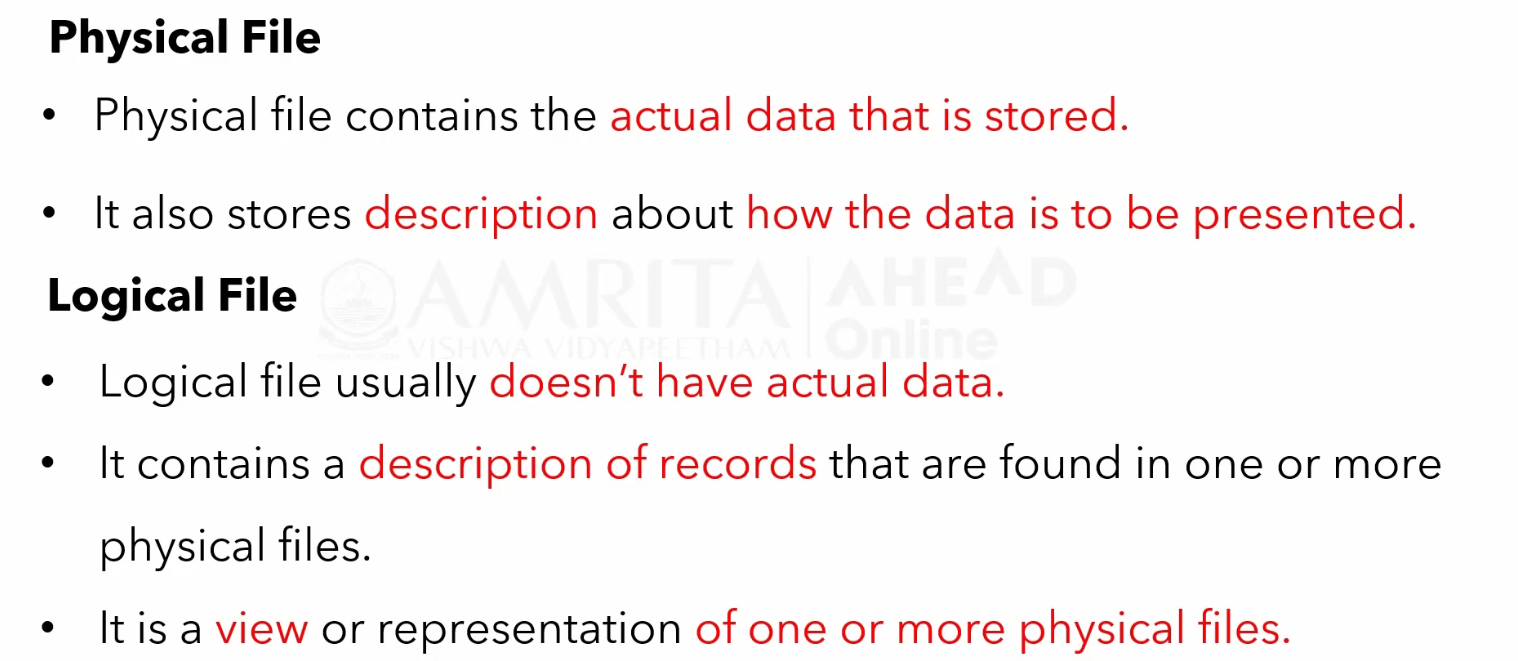 Physical File
• Physical file contains the actual data that is stored.
• It also stores description about how the data is to be presented.
AMRITA AHEAD
VISHWA VIDYAPEETHAM Online
Logical File
• Logical file usually doesn’t have actual data.
• It contains a description of records that are found in one or more
physical files.
• It is a view or representation of one or more physical files.